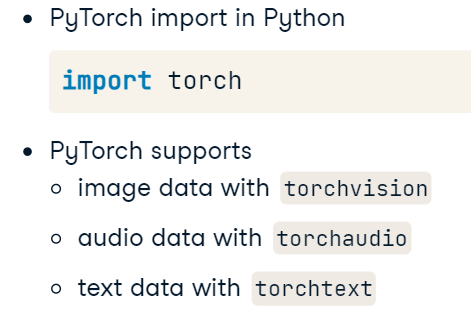 • PyTorch import in Python
import torch
• PyTorch supports
◦ image data with torchvision
◦ audio data with torchaudio
◦ text data with torchtext